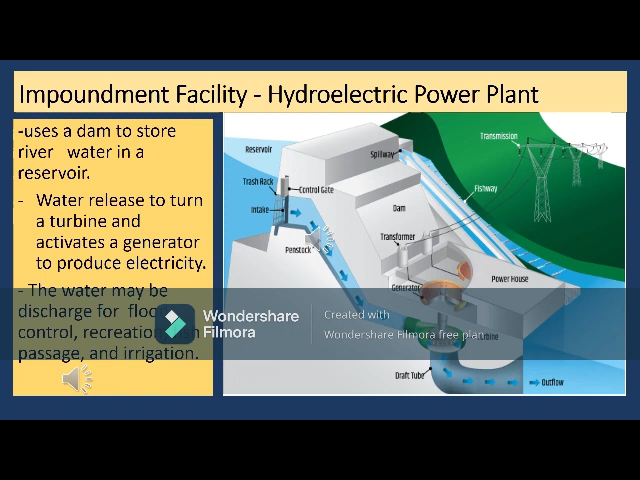 Impoundment Facility - Hydroelectric Power Plant
-uses a dam to store
river water in a
reservoir.
- Water release to turn
a turbine and
activates a generator
to produce electricity.
- The water may be
discharge for
control, recreation
passage, and irrigation.
Reservoir
Spillway
Transmission
Trash Rack
Control Gate
Fishway
Intake
Dam
Penstock
Transformer
Power House
Generator
Draft Tube
Outflow
Wondershare
Filmora
Created with
Wondershare Filmora free plan